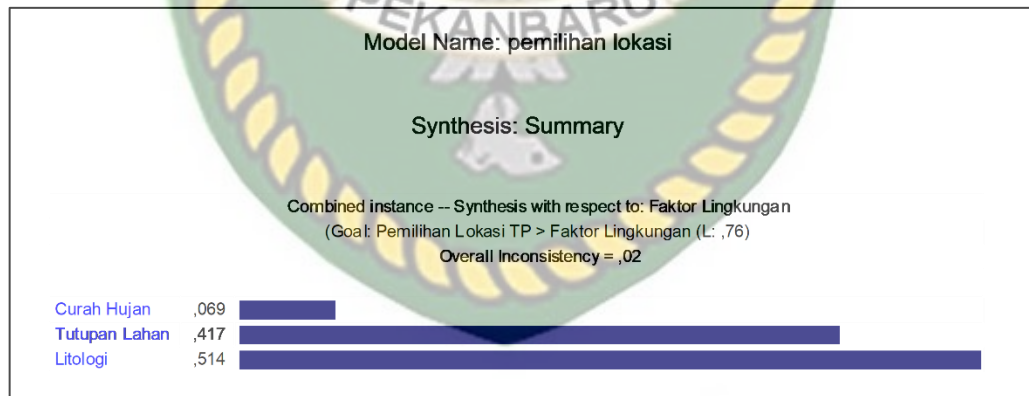 PEKANBARU
Model Name: pemilihan lokasi
Synthesis: Summary
Combined instance -- Synthesis with respect to: Faktor Lingkungan
(Goal: Pemilihan Lokasi TP > Faktor Lingkungan (L: ,76)
Overall Inconsistency = ,02
Curah Hujan ,069
Tutupan Lahan ,417
Litologi ,514